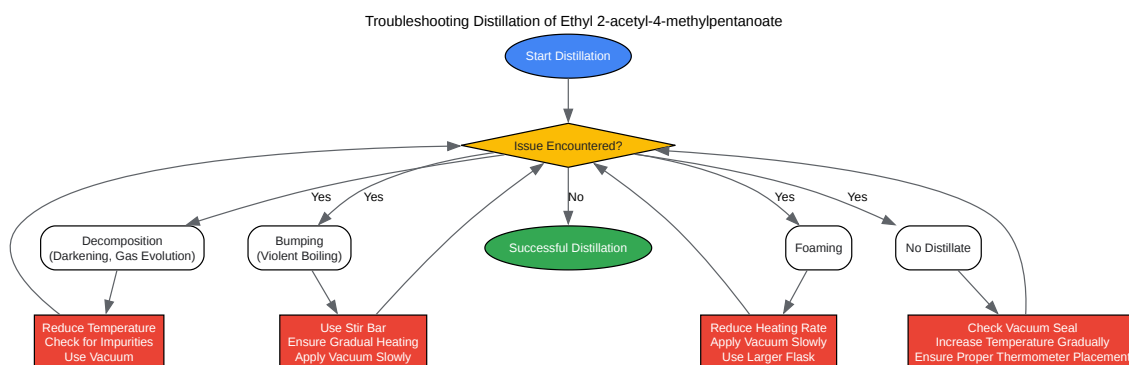 Troubleshooting Distillation of Ethyl 2-acetyl-4-methylpentanoate
Start Distillation
Issue Encountered?
Yes
Yes
No
Yes
Yes
Decomposition
(Darkening, Gas Evolution)
Bumping
(Violent Boiling)
Successful Distillation
Foaming
No Distillate
Reduce Temperature
Check for Impurities
Use Vacuum
Use Stir Bar
Ensure Gradual Heating
Apply Vacuum Slowly
Reduce Heating Rate
Apply Vacuum Slowly
Use Larger Flask
Check Vacuum Seal
Increase Temperature Gradually
Ensure Proper Thermometer Placement